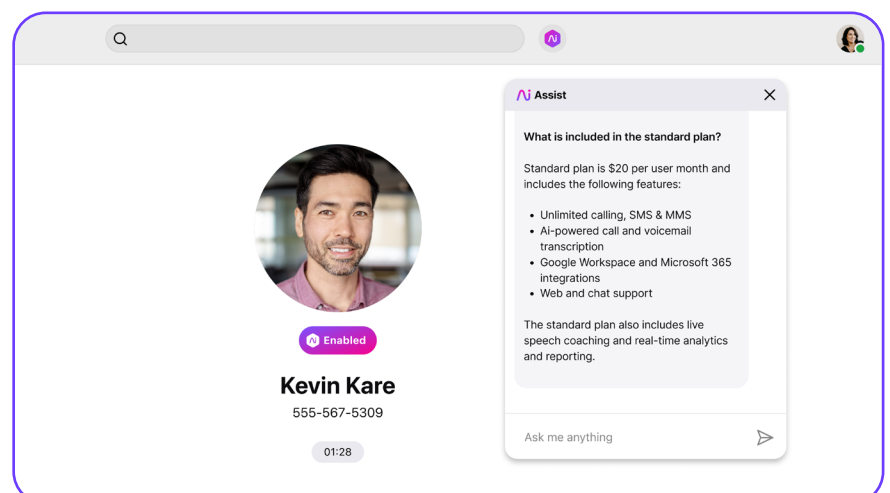 Ai Assist
What is included in the standard plan?
Standard plan is $20 per user month and
includes the following features:
• Unlimited calling, SMS & MMS
• Ai-powered call and voicemail
transcription
• Google Workspace and Microsoft 365
integrations
• Web and chat support
The standard plan also includes live
speech coaching and real-time analytics
and reporting.
Ask me anything
Ai Enabled
Kevin Kare
555-567-5309
01:28